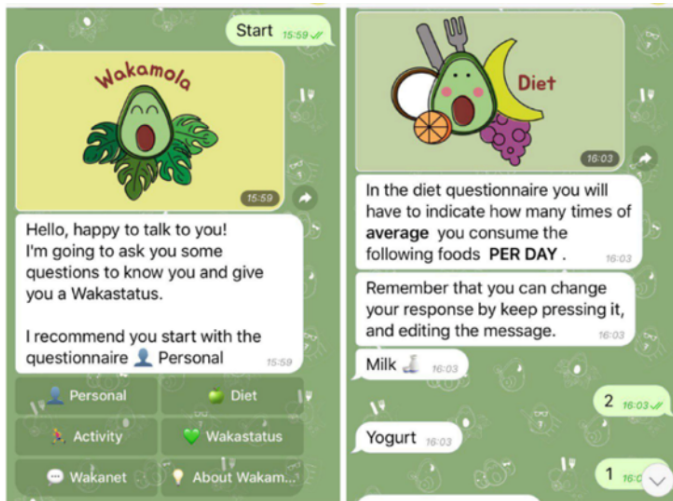 Start 15:59
Wakamola
15:59
Hello, happy to talk to you!
I'm going to ask you some
questions to know you and give
you a Wakastatus.
I recommend you start with the
questionnaire 👤 Personal 15:59
👤 Personal
🍏 Diet
Activity
💚 Wakastatus
💬 Wakanet
💡 About Wakam...
Diet
16:03
In the diet questionnaire you will
have to indicate how many times of
average you consume the
following foods PER DAY . 16:03
Remember that you can change
your response by keep pressing it,
and editing the message. 16:03
Milk 🍼 16:03
2 16:03
Yogurt 16:03
1